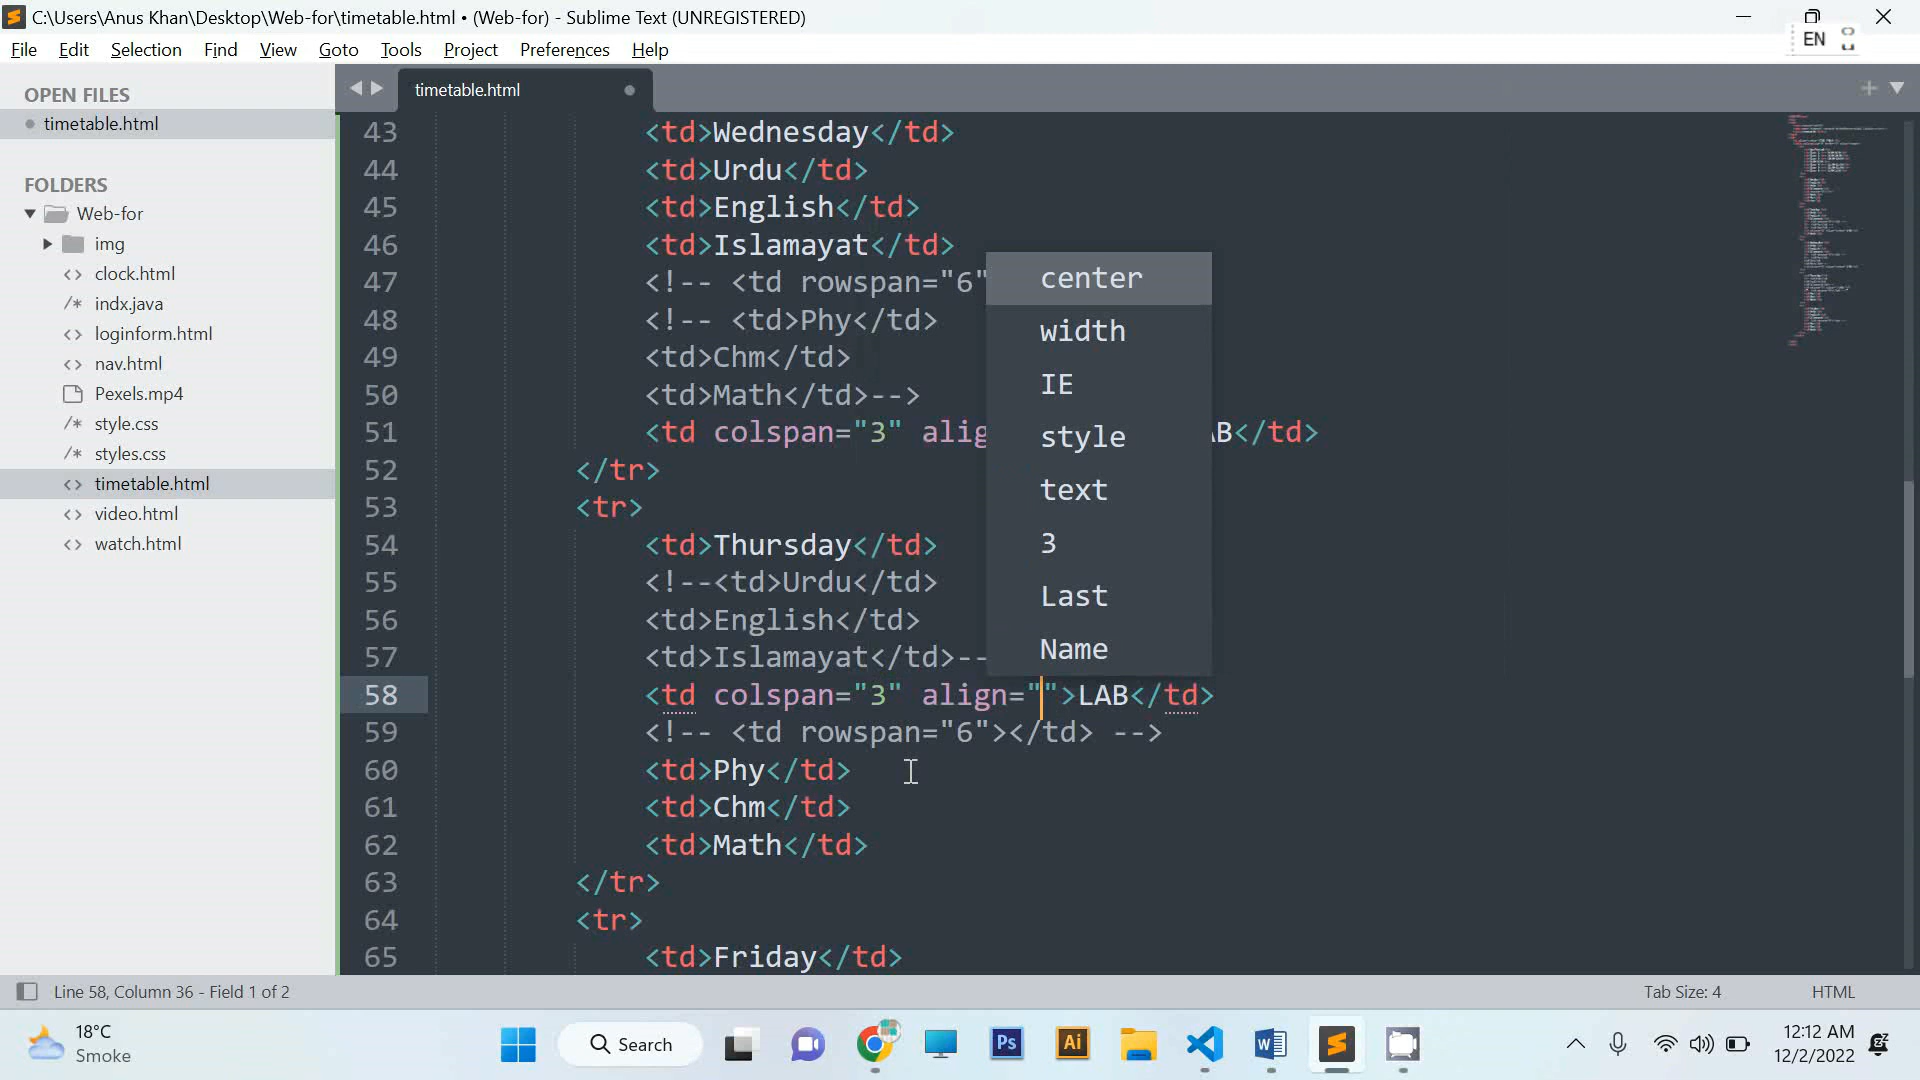 C:\Users\Anus Khan\Desktop\Web-for\timetable.html • (Web-for) - Sublime Text (UNREGISTERED)
File Edit Selection Find View Goto Tools Project Preferences Help
EN
OPEN FILES
timetable.html
FOLDERS
Web-for
img
<> clock.html
/* indx.java
<> loginform.html
<> nav.html
Pexels.mp4
/* style.css
/* styles.css
<> timetable.html
<> video.html
<> watch.html
timetable.html
43 <td>Wednesday</td>
44 <td>Urdu</td>
45 <td>English</td>
46 <td>Islamayat</td>
47 <!-- <td rowspan="6"
48 <!-- <td>Phy</td>
49 <td>Chm</td>
50 <td>Math</td>-->
51 <td colspan="3" alig AB</td>
52 </tr>
53 <tr>
54 <td>Thursday</td>
55 <!--<td>Urdu</td>
56 <td>English</td>
57 <td>Islamayat</td>--
58 <td colspan="3" align="">LAB</td>
59 <!-- <td rowspan="6"></td> -->
60 <td>Phy</td>
61 <td>Chm</td>
62 <td>Math</td>
63 </tr>
64 <tr>
65 <td>Friday</td>
center
width
IE
style
text
3
Last
Name
Line 58, Column 36 - Field 1 of 2
Tab Size: 4
HTML
18°C
Smoke
Search
Ps
Ai
12:12 AM
12/2/2022